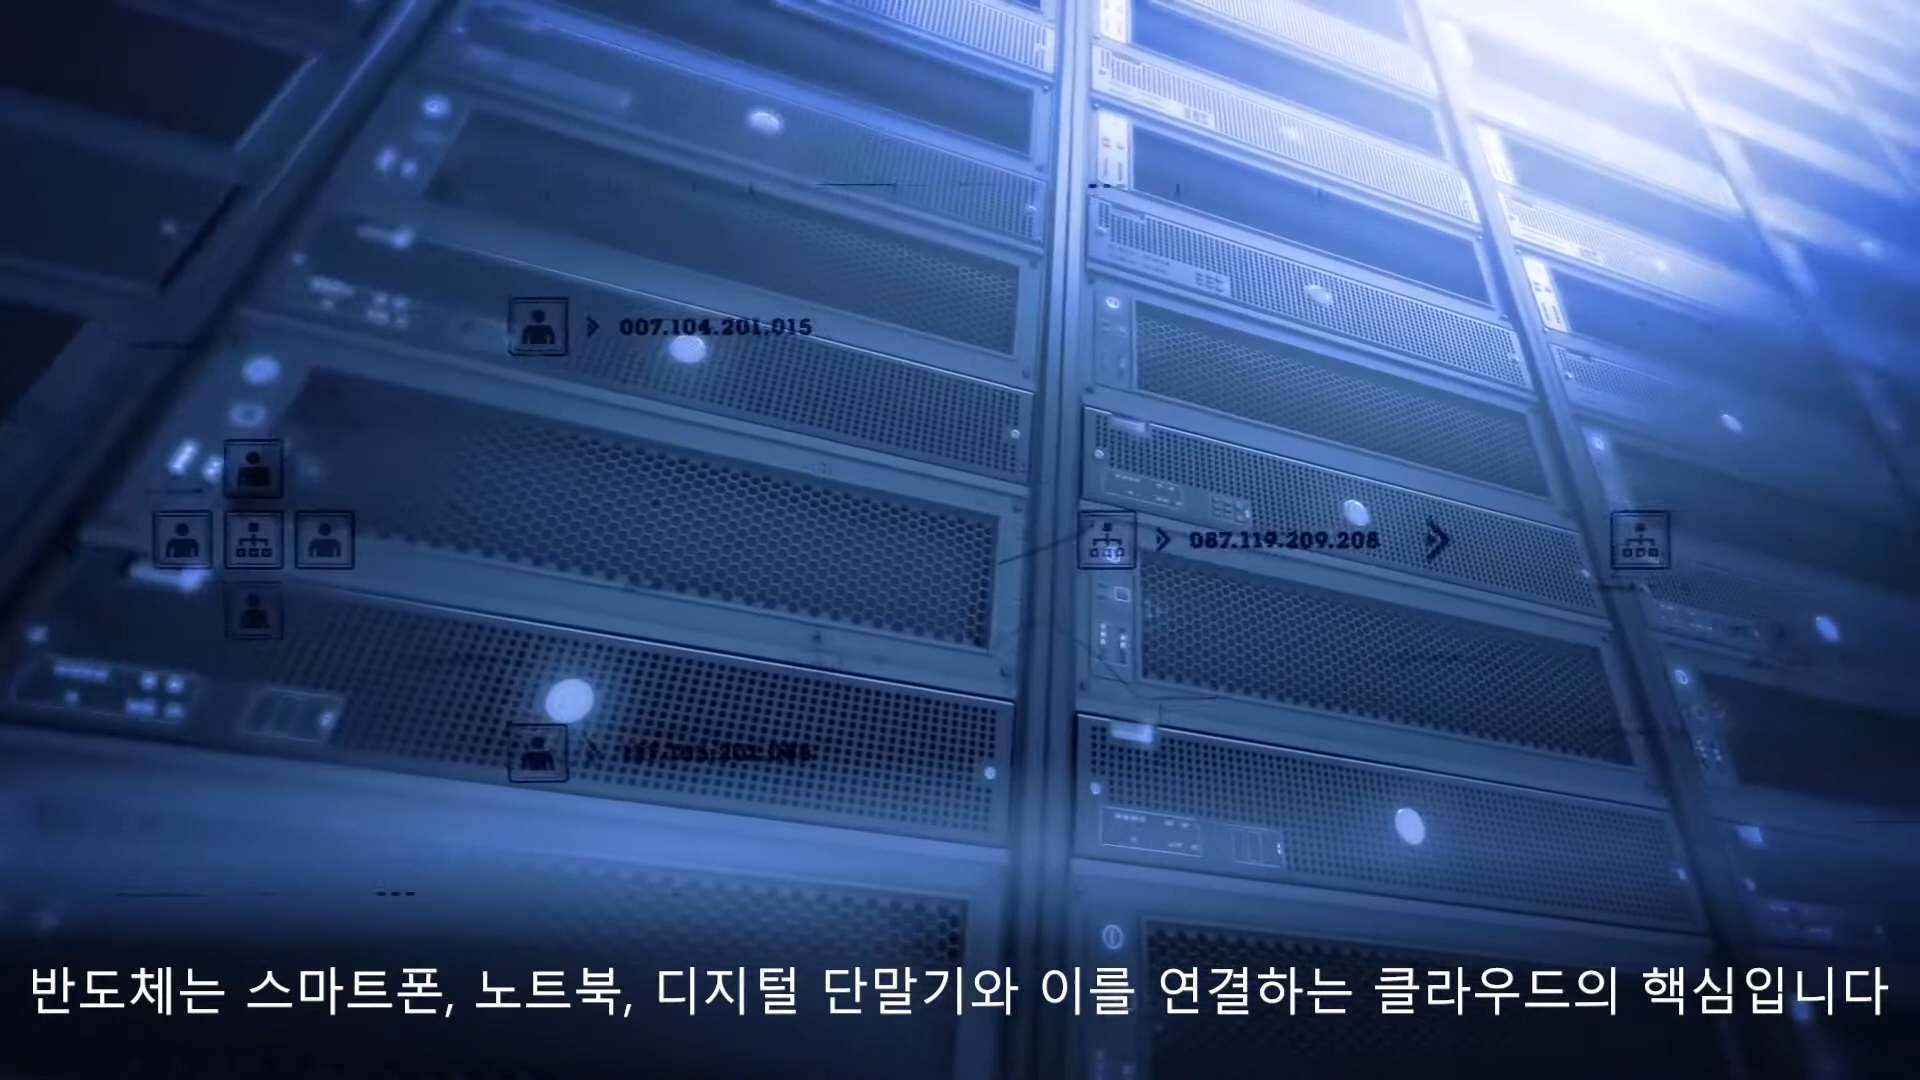 007.104.201.015
087.119.209.208
반도체는 스마트폰, 노트북, 디지털 단말기와 이를 연결하는 클라우드의 핵심입니다